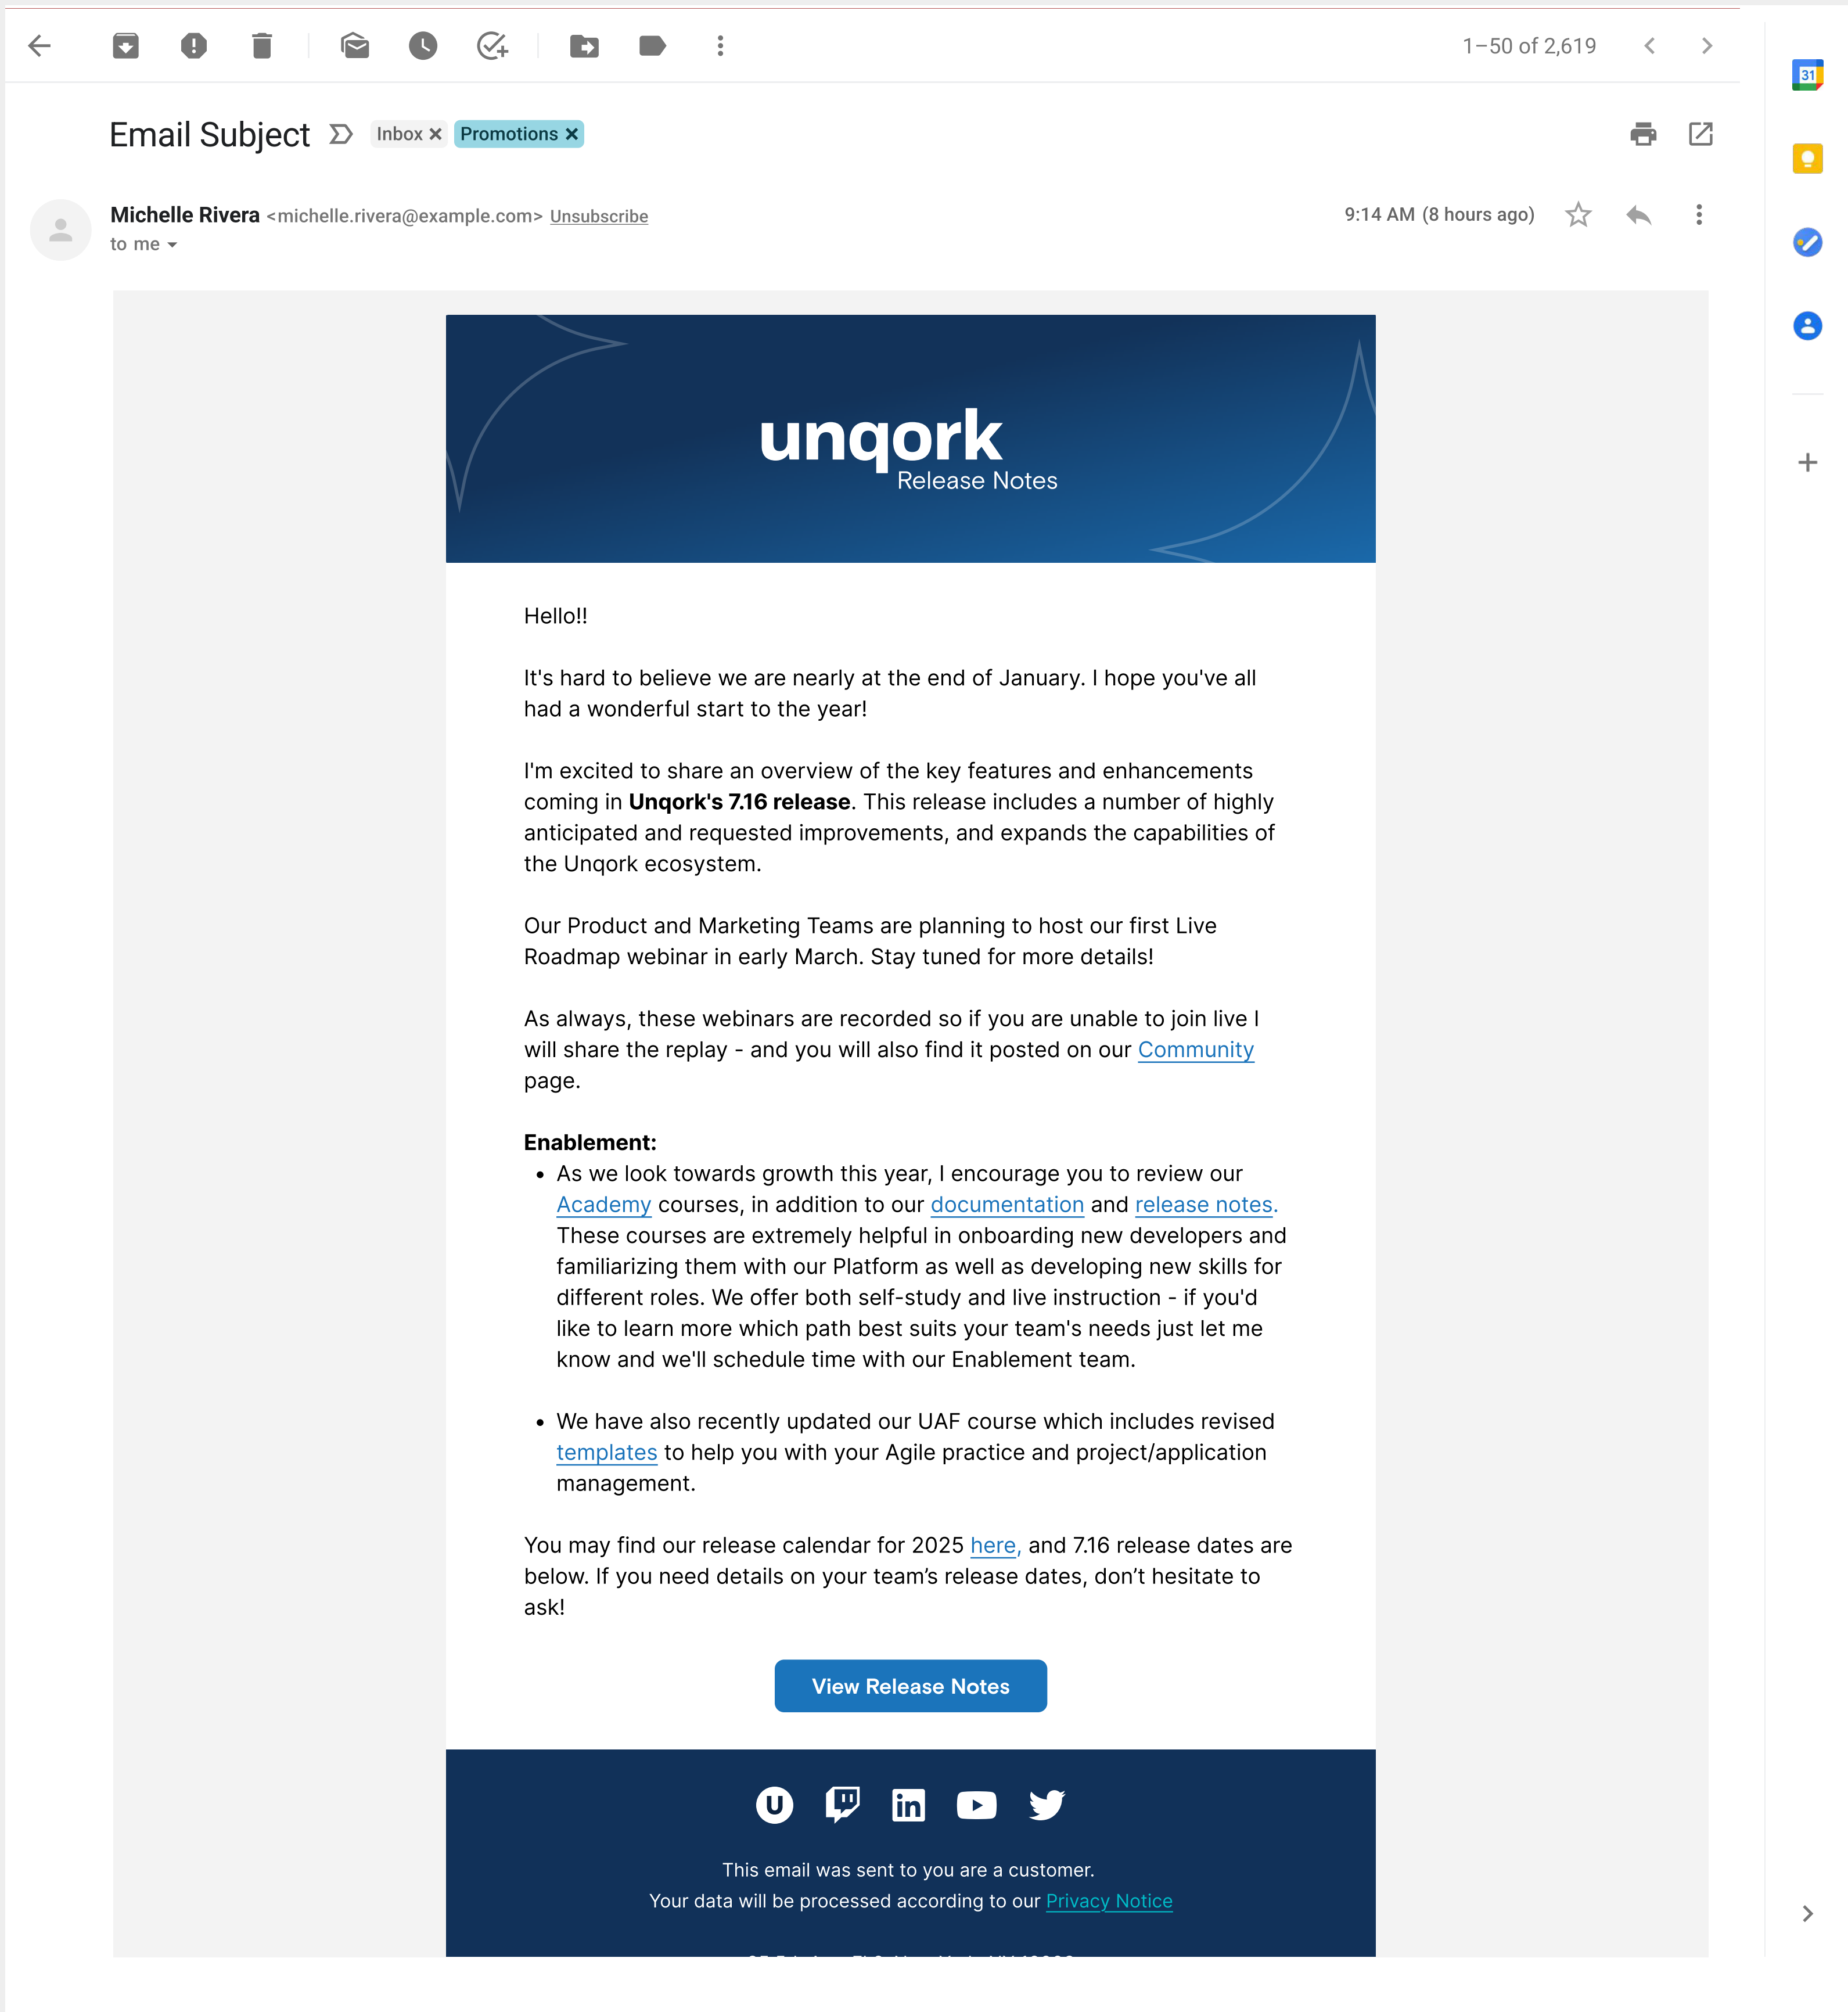 1–50 of 2,619
31
Email Subject Inbox Promotions
Michelle Rivera <michelle.rivera@example.com> Unsubscribe 9:14 AM (8 hours ago)
to me
unqork
Release Notes
Hello!!
It's hard to believe we are nearly at the end of January. I hope you've all
had a wonderful start to the year!
I'm excited to share an overview of the key features and enhancements
coming in Unqork's 7.16 release. This release includes a number of highly
anticipated and requested improvements, and expands the capabilities of
the Unqork ecosystem.
Our Product and Marketing Teams are planning to host our first Live
Roadmap webinar in early March. Stay tuned for more details!
As always, these webinars are recorded so if you are unable to join live I
will share the replay - and you will also find it posted on our Community
page.
Enablement:
• As we look towards growth this year, I encourage you to review our
Academy courses, in addition to our documentation and release notes.
These courses are extremely helpful in onboarding new developers and
familiarizing them with our Platform as well as developing new skills for
different roles. We offer both self-study and live instruction - if you'd
like to learn more which path best suits your team's needs just let me
know and we'll schedule time with our Enablement team.
• We have also recently updated our UAF course which includes revised
templates to help you with your Agile practice and project/application
management.
You may find our release calendar for 2025 here, and 7.16 release dates are
below. If you need details on your team’s release dates, don’t hesitate to
ask!
View Release Notes
U in
This email was sent to you are a customer.
Your data will be processed according to our Privacy Notice